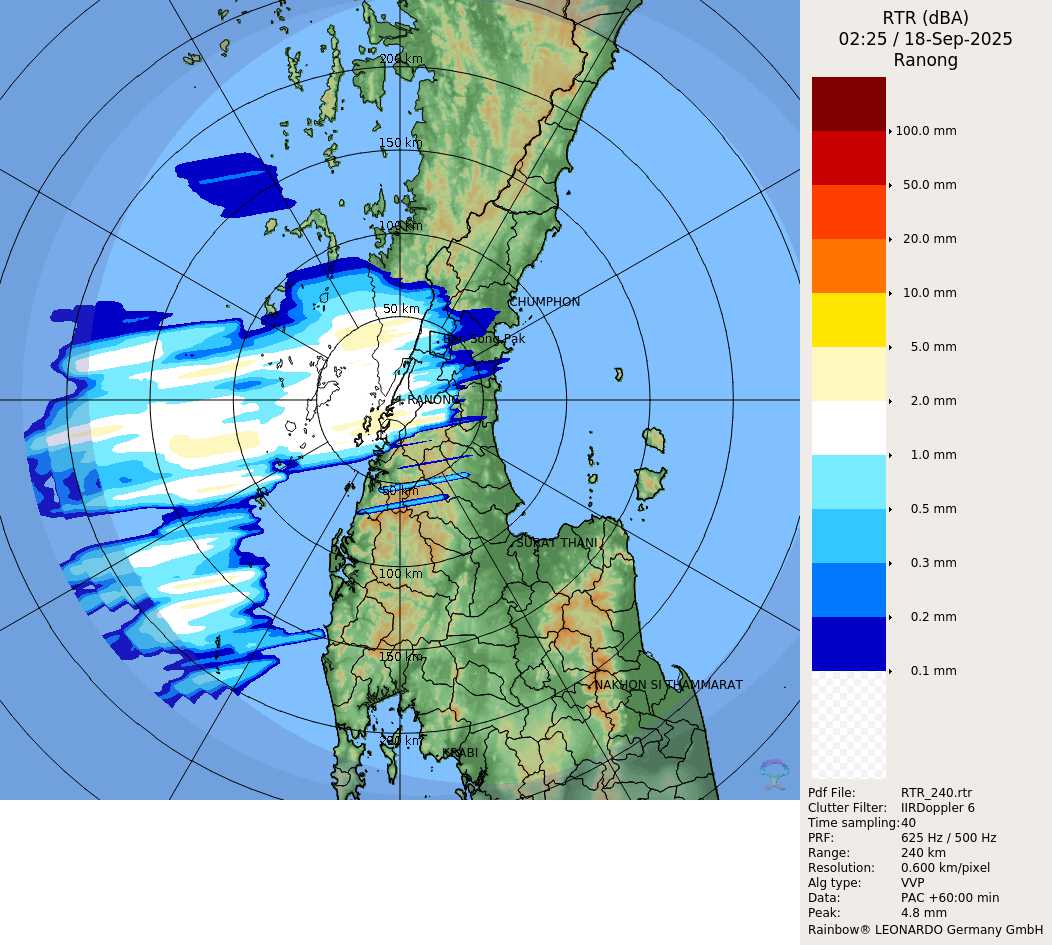 RTR (dBA)
02:25 / 18-Sep-2025
Ranong
100.0 mm
50.0 mm
20.0 mm
10.0 mm
5.0 mm
2.0 mm
1.0 mm
0.5 mm
0.3 mm
0.2 mm
0.1 mm
200 km
150 km
100 km
CHUMPHON
50 km
Song Pak
RANONG
50 km
SURAT THANI
100 km
150 km
NAKHON SI THAMMARAT
200 km
KRABI
Pdf File: RTR_240.rtr
Clutter Filter: IIRDoppler 6
Time sampling:40
PRF: 625 Hz / 500 Hz
Range: 240 km
Resolution: 0.600 km/pixel
Alg type: VVP
Data: PAC +60:00 min
Peak: 4.8 mm
Rainbow® LEONARDO Germany GmbH